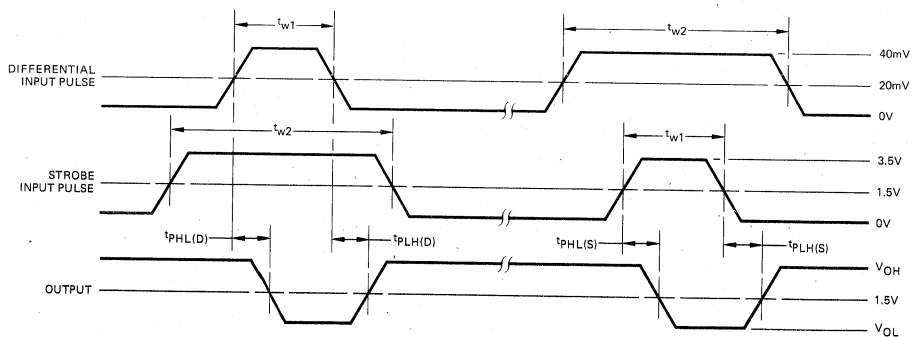 tw1
tw2
40mV
DIFFERENTIAL
INPUT PULSE
20mV
0V
tw2
tw1
3.5V
STROBE
INPUT PULSE
1.5V
0V
tPHL(D)
tPLH(D)
tPHL(S)
tPLH(S)
VOH
OUTPUT
1.5V
VOL